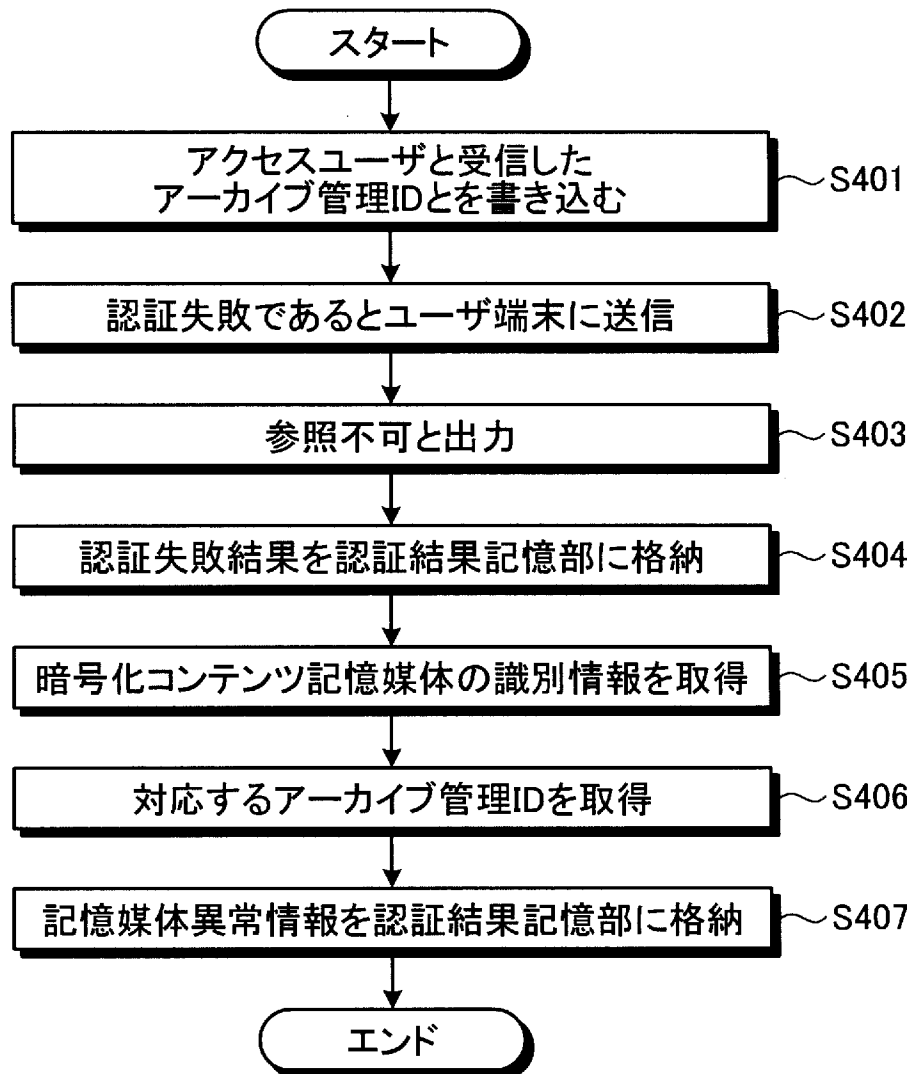 スタート
アクセスユーザと受信した
アーカイブ管理IDとを書き込む
S401
認証失敗であるとユーザ端末に送信
S402
参照不可と出力
S403
認証失敗結果を認証結果記憶部に格納
S404
暗号化コンテンツ記憶媒体の識別情報を取得
S405
対応するアーカイブ管理IDを取得
S406
記憶媒体異常情報を認証結果記憶部に格納
S407
エンド